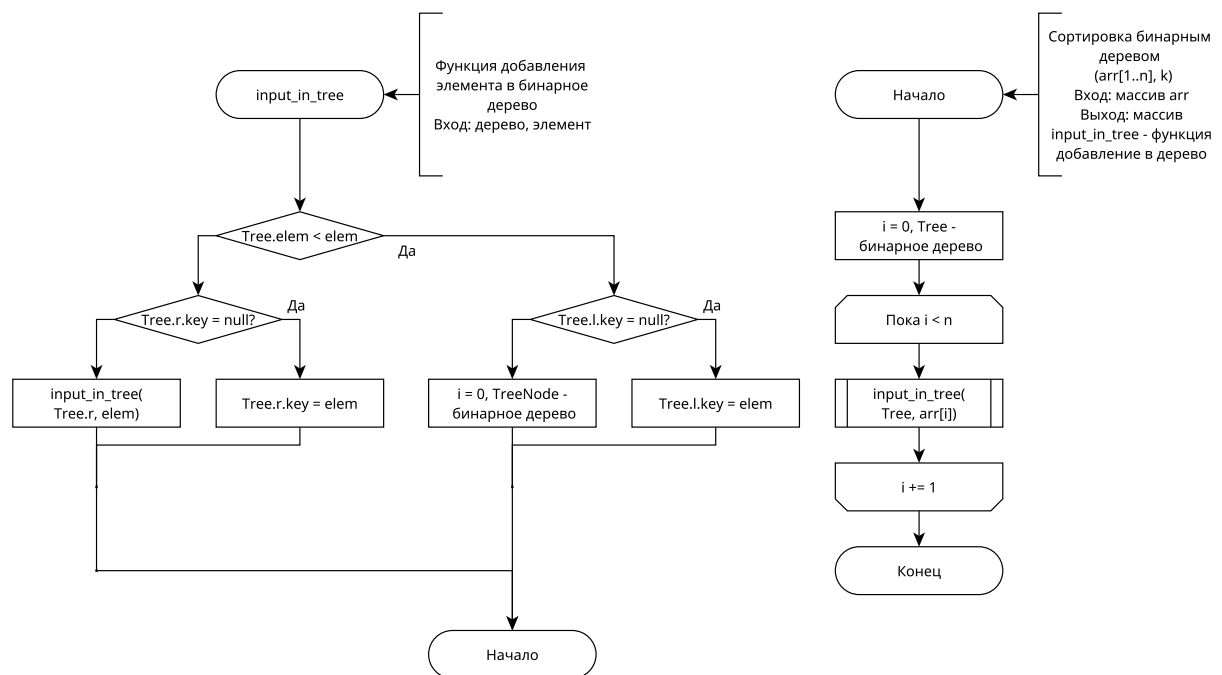 input_in_tree
Функция добавления
элемента в бинарное
дерево
Вход: дерево, элемент
Tree.elem < elem
Да
Tree.r.key = null?
Да
Tree.l.key = null?
Да
input_in_tree(
Tree.r, elem)
Tree.r.key = elem
i = 0, TreeNode -
бинарное дерево
Tree.l.key = elem
Начало
Начало
Сортировка бинарным
деревом
(arr[1..n], k)
Вход: массив arr
Выход: массив
input_in_tree - функция
добавление в дерево
i = 0, Tree -
бинарное дерево
Пока i < n
input_in_tree(
Tree, arr[i])
i += 1
Конец